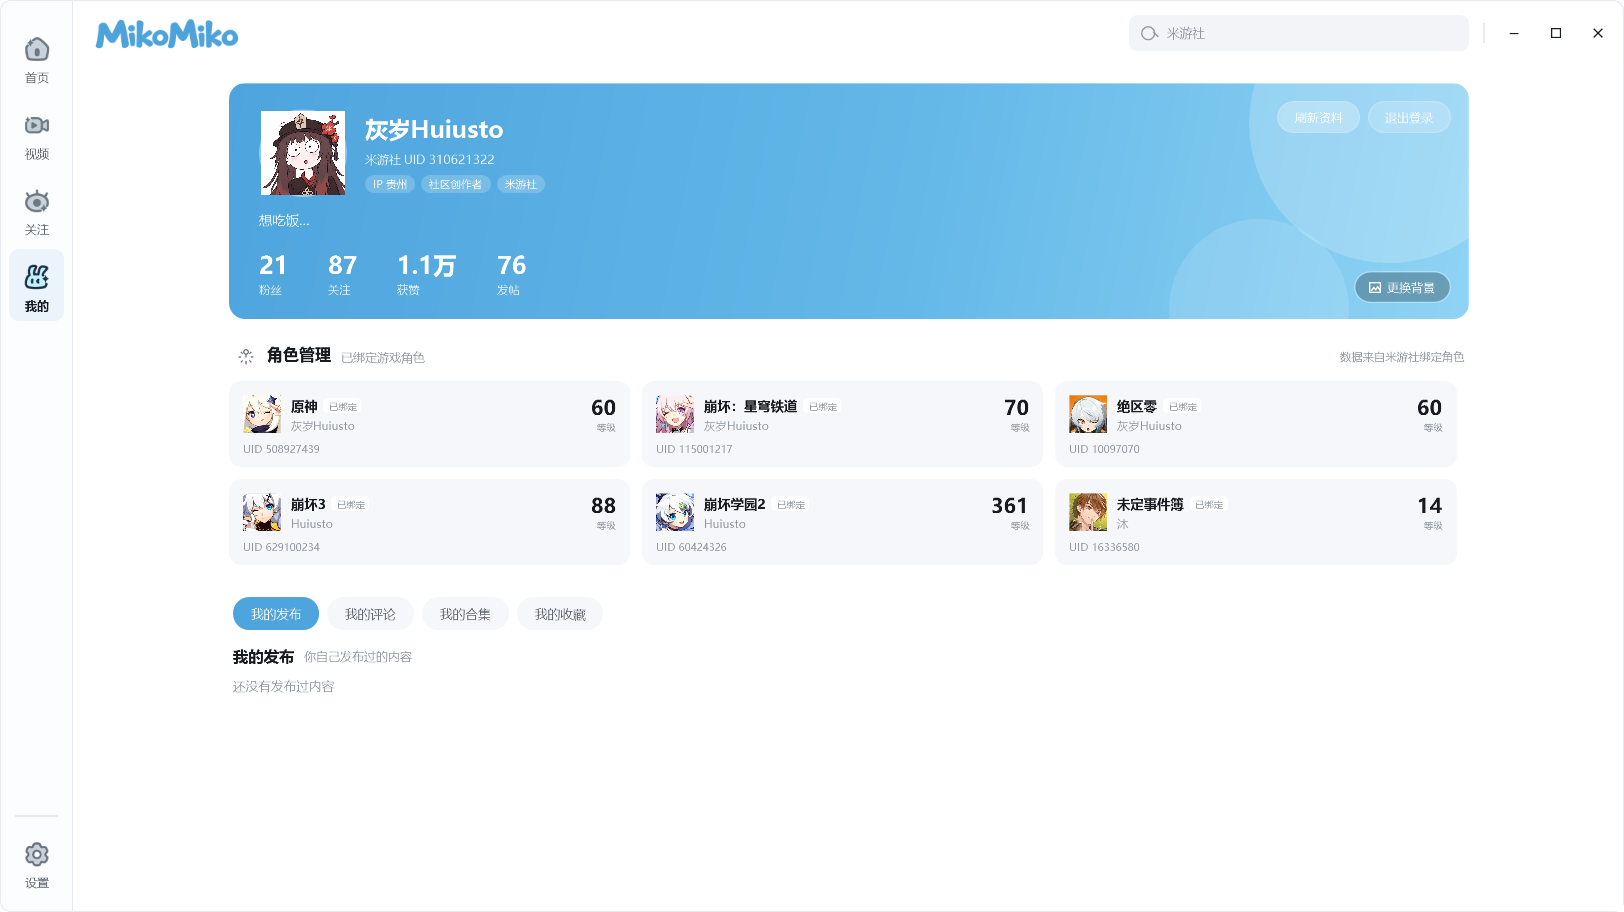 MikoMiko
米游社
首页
视频
关注
我的
设置
刷新资料
退出登录
灰岁Huiusto
米游社 UID 310621322
IP 贵州
社区创作者
米游社
想吃饭...
21
87
1.1万
76
粉丝
关注
获赞
发帖
更换背景
角色管理 已绑定游戏角色
数据来自米游社绑定角色
原神 已绑定
灰岁Huiusto
60
等级
UID 508927439
崩坏：星穹铁道 已绑定
灰岁Huiusto
70
等级
UID 115001217
绝区零 已绑定
灰岁Huiusto
60
等级
UID 10097070
崩坏3 已绑定
Huiusto
88
等级
UID 629100234
崩坏学园2 已绑定
Huiusto
361
等级
UID 60424326
未定事件簿 已绑定
沐
14
等级
UID 16336580
我的发布
我的评论
我的合集
我的收藏
我的发布 你自己发布过的内容
还没有发布过内容